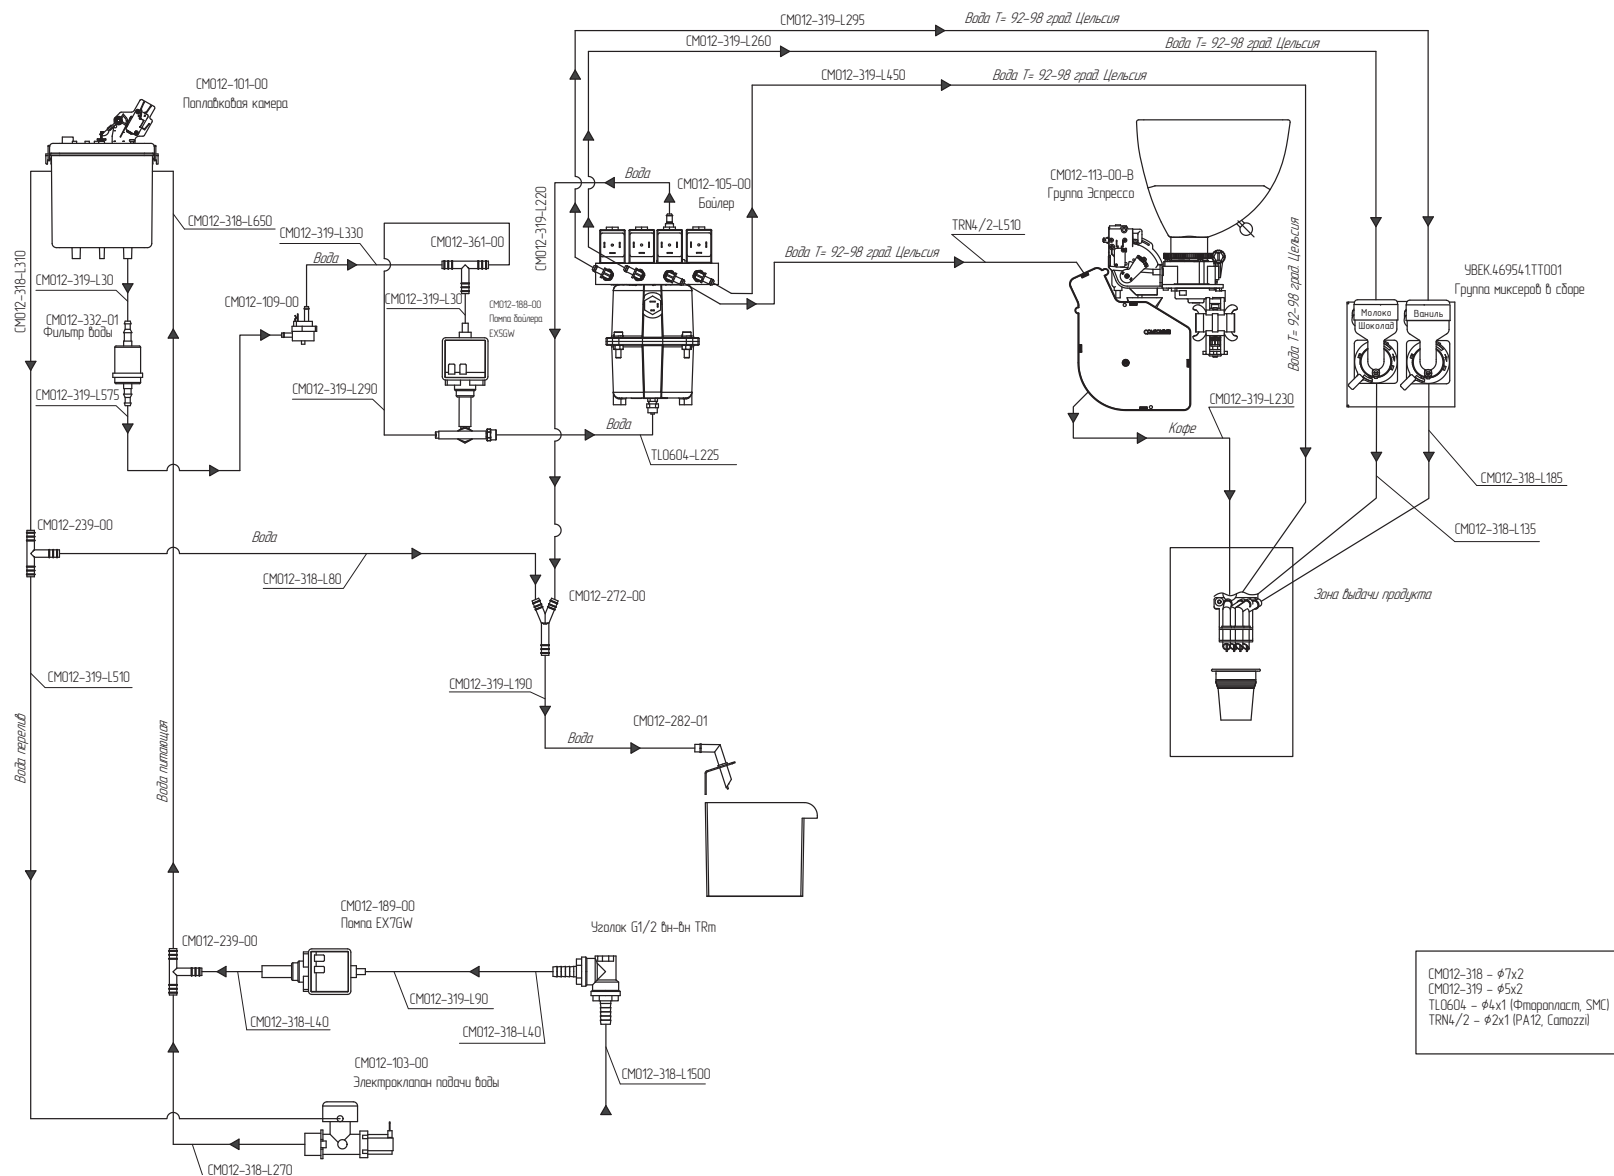 СМ012-319-L295
Вода Т= 92-98 град. Цельсия
СМ012-319-L260
Вода Т= 92-98 град. Цельсия
СМ012-319-L450
Вода Т= 92-98 град. Цельсия
СМ012-101-00
Поплавковая камера
СМ012-318-L650
СМ012-318-L310
СМ012-319-L30
СМ012-332-01
Фильтр воды
СМ012-319-L575
СМ012-109-00
СМ012-319-L330
Вода
СМ012-361-00
СМ012-319-L30
СМ012-188-00
Помпа бойлера
EX5GW
СМ012-319-L290
СМ012-319-L220
Вода
СМ012-105-00
Бойлер
Вода
TL0604-L225
Вода Т= 92-98 град. Цельсия
TRN4/2-L510
СМ012-113-00-В
Группа Эспрессо
Вода Т= 92-98 град. Цельсия
УВЕК.469541.ТТ001
Группа миксеров в сборе
Молоко
Шоколад
Ваниль
СМ012-319-L230
Кофе
СМ012-318-L185
СМ012-318-L135
Зона выдачи продукта
СМ012-239-00
Вода
СМ012-318-L80
СМ012-272-00
СМ012-319-L510
СМ012-319-L190
Вода
СМ012-282-01
Вода перелив
Вода питающая
СМ012-189-00
Помпа EX7GW
Уголок G1/2 вн-вн TRm
СМ012-239-00
СМ012-318-L40
СМ012-319-L90
СМ012-318-L40
СМ012-318-L1500
СМ012-103-00
Электроклапан подачи воды
СМ012-318-L270
СМ012-318 - ϕ7x2
СМ012-319 - ϕ5x2
TL0604 - ϕ4x1 (Фторопласт, SMC)
TRN4/2 - ϕ2x1 (PA12, Camozzi)